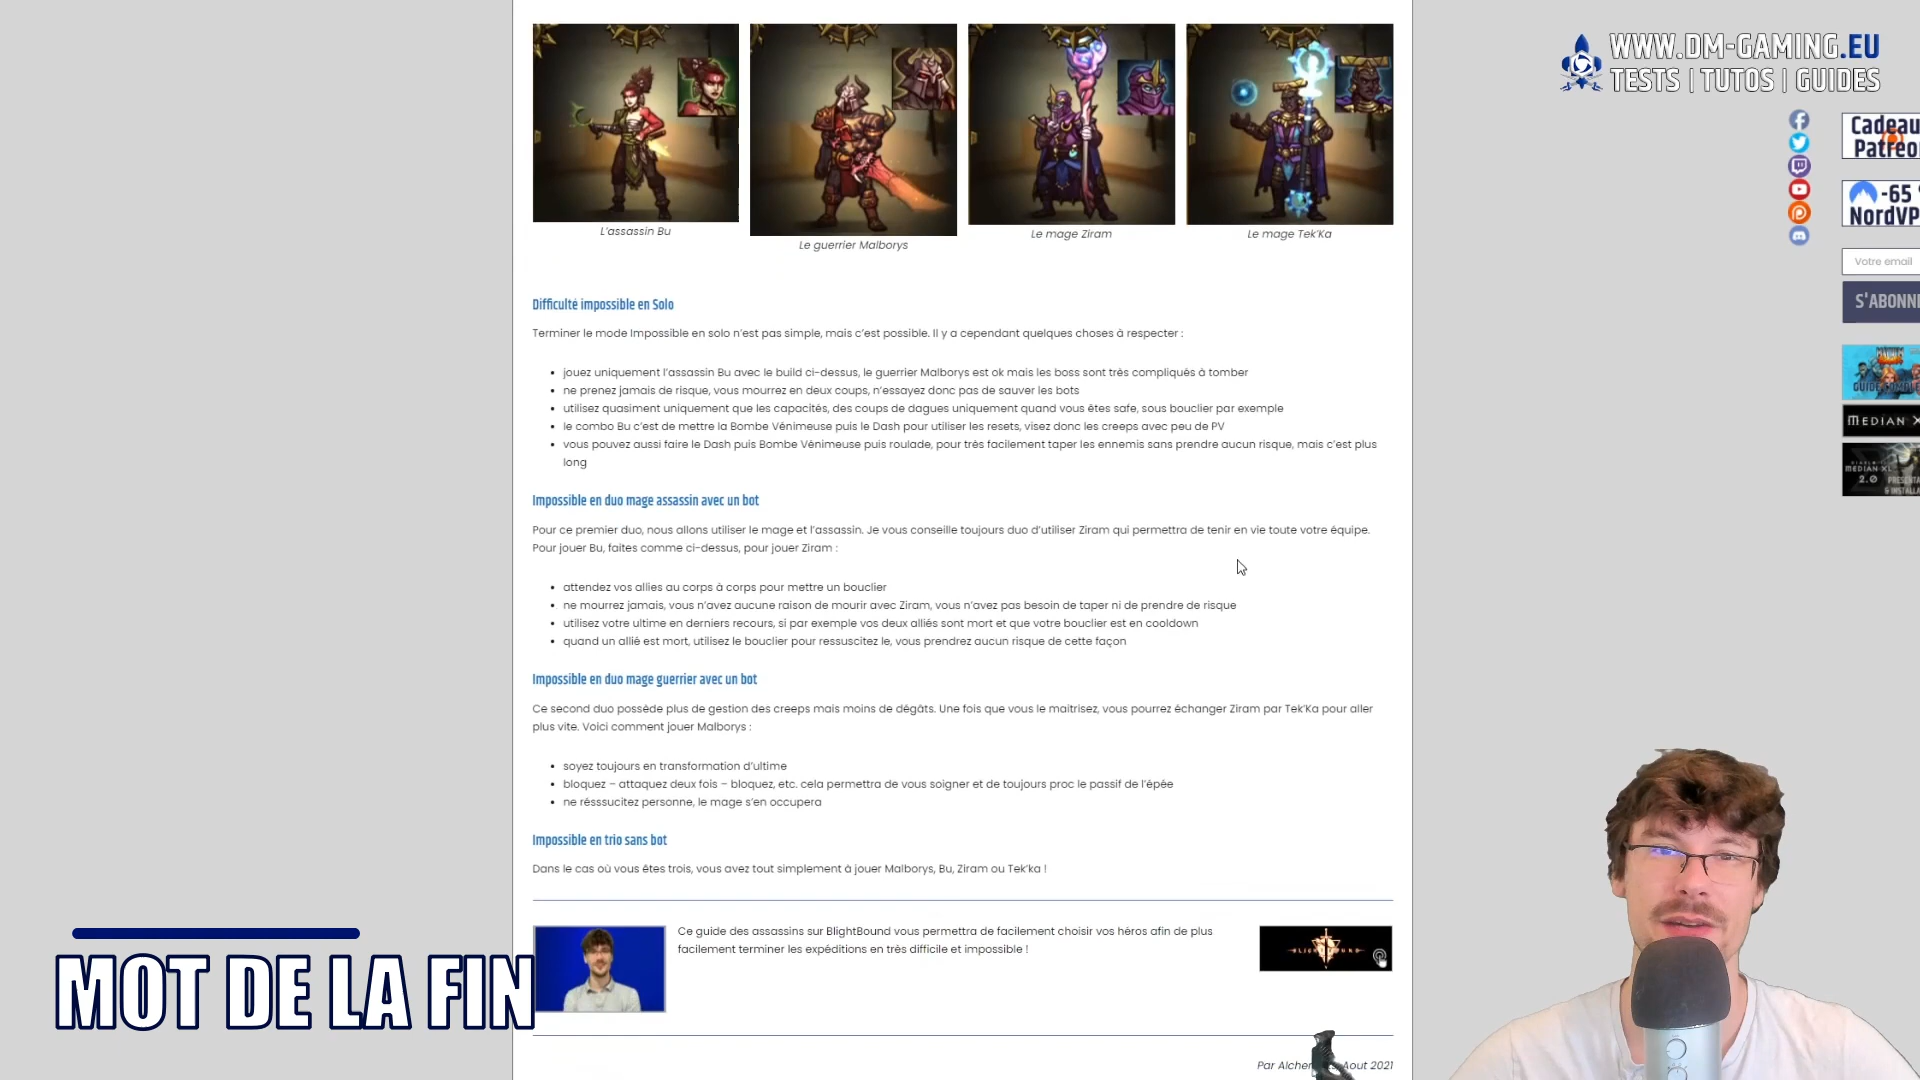 WWW.DM-GAMING.EU
TESTS | TUTOS | GUIDES
L'assassin Bu
Le guerrier Malborys
Le mage Ziram
Le mage Tek'Ka
Difficulté impossible en Solo
Terminer le mode Impossible en solo n'est pas simple, mais c'est possible. Il y a cependant quelques choses à respecter :
• jouez uniquement l'assassin Bu avec le build ci-dessus, le guerrier Malborys est ok mais les boss sont très compliqués à tomber
• ne prenez jamais de risque, vous mourrez en deux coups, n'essayez donc pas de sauver les bots
• utilisez quasiment uniquement que les capacités, des coups de dagues uniquement quand vous êtes safe, sous bouclier par exemple
• le combo Bu c'est de mettre la Bombe Vénimeuse puis le Dash pour utiliser les resets, visez donc les creeps avec peu de PV
• vous pouvez aussi faire le Dash puis Bombe Vénimeuse puis roulade, pour très facilement taper les ennemis sans prendre aucun risque, mais c'est plus
long
Impossible en duo mage assassin avec un bot
Pour ce premier duo, nous allons utiliser le mage et l'assassin. Je vous conseille toujours duo d'utiliser Ziram qui permettra de tenir en vie toute votre équipe.
Pour jouer Bu, faites comme ci-dessus, pour jouer Ziram :
• attendez vos allies au corps à corps pour mettre un bouclier
• ne mourrez jamais, vous n'avez aucune raison de mourir avec Ziram, vous n'avez pas besoin de taper ni de prendre de risque
• utilisez votre ultime en derniers recours, si par exemple vos deux alliés sont mort et que votre bouclier est en cooldown
• quand un allié est mort, utilisez le bouclier pour ressuscitez le, vous prendrez aucun risque de cette façon
Impossible en duo mage guerrier avec un bot
Ce second duo possède plus de gestion des creeps mais moins de dégâts. Une fois que vous le maitrisez, vous pourrez échanger Ziram par Tek'Ka pour aller
plus vite. Voici comment jouer Malborys :
• soyez toujours en transformation d'ultime
• bloquez – attaquez deux fois – bloquez, etc. cela permettra de vous soigner et de toujours proc le passif de l'épée
• ne résssucitez personne, le mage s'en occupera
Impossible en trio sans bot
Dans le cas où vous êtes trois, vous avez tout simplement à jouer Malborys, Bu, Ziram ou Tek'ka !
Ce guide des assassins sur BlightBound vous permettra de facilement choisir vos héros afin de plus
facilement terminer les expéditions en très difficile et impossible !
Par Alcher
Aout 2021
MOT DE LA FIN
Cadeau
Patreo
-65
NordVP
Votre email
S'ABONN
MEDIAN X
MEDIAN XL
2.0